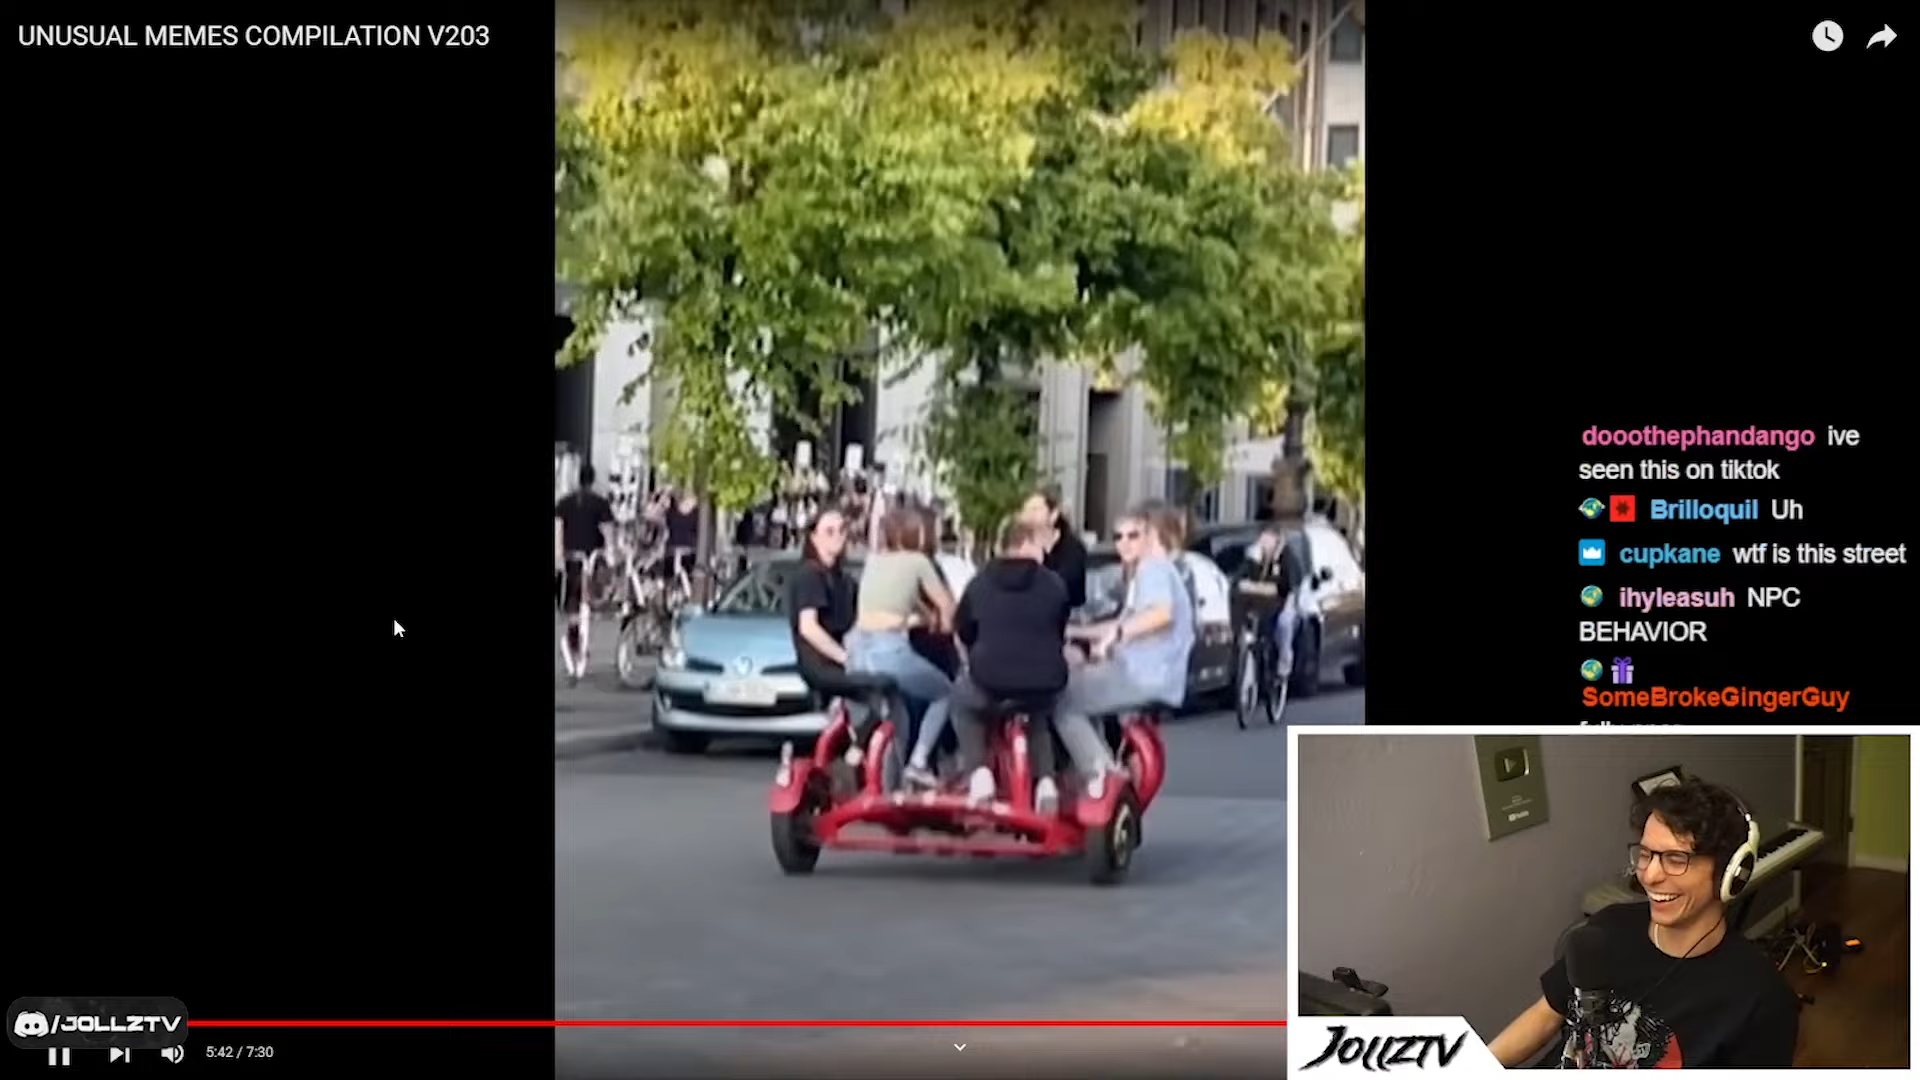 UNUSUAL MEMES COMPILATION V203
dooothephandango ive
seen this on tiktok
Brilloquil Uh
cupkane wtf is this street
ihyleasuh NPC
BEHAVIOR
SomeBrokeGingerGuy
/JOLLZTV
5:42 / 7:30
JOLLZTV